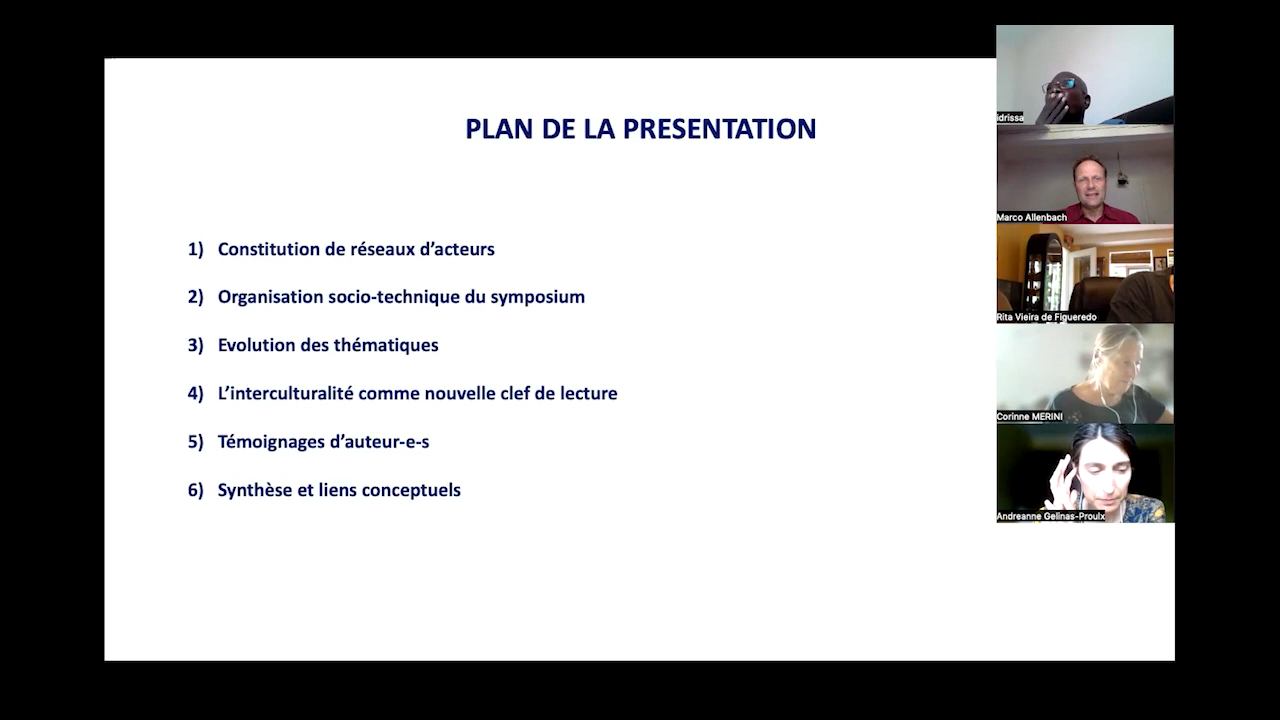 PLAN DE LA PRESENTATION
1) Constitution de réseaux d’acteurs
2) Organisation socio-technique du symposium
3) Evolution des thématiques
4) L’interculturalité comme nouvelle clef de lecture
5) Témoignages d’auteur-e-s
6) Synthèse et liens conceptuels
idrissa
Marco Allenbach
Rita Vieira de Figueredo
Corinne MERINI
Andreanne Gelinas-Proulx